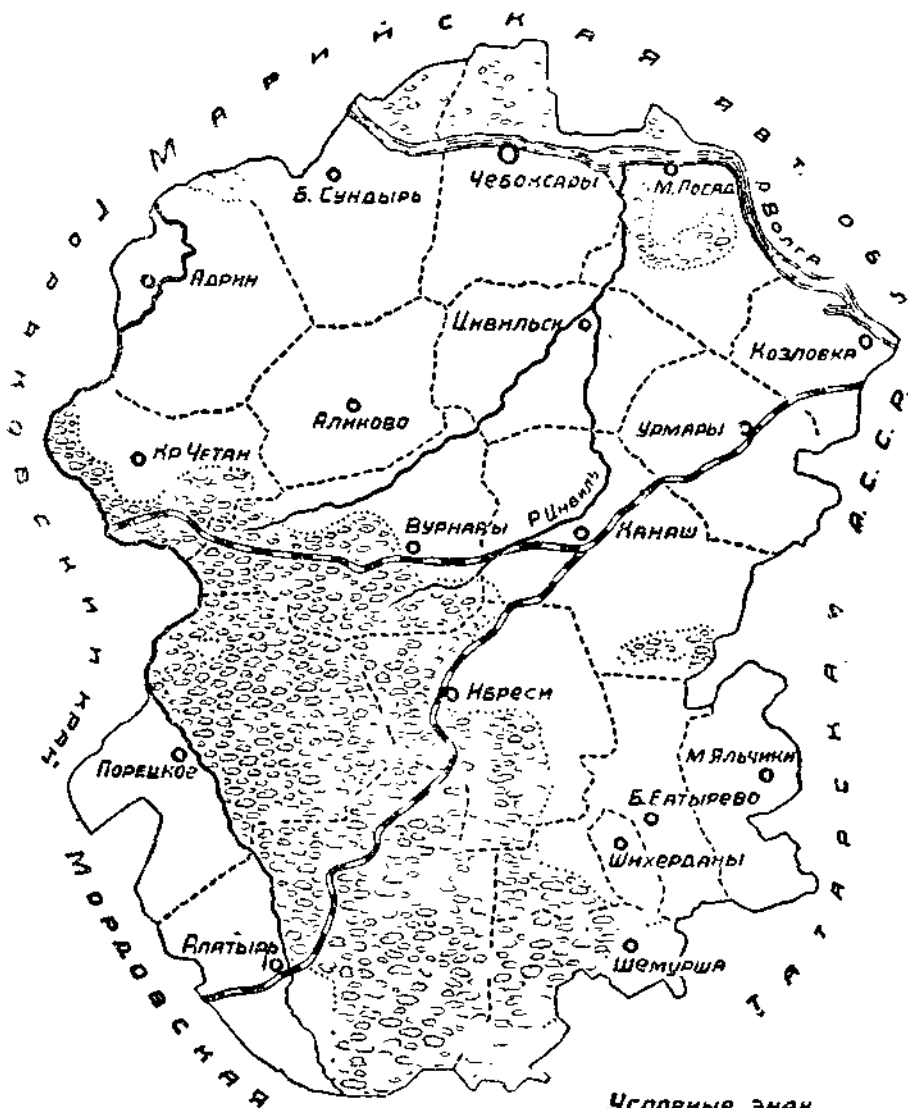 МАРИЙСКАЯ АВТ. ОБЛ
ГОРЬКОВСКИЙ КРАЙ
Чебоксары
М. Посад
р Волга
Б. Сундырь
Адрин
Цивильск
Козловка
Аликово
Урмары
Кр Четаи
Вурнары
р Цивиль
Канаш
Ибреси
Порецкое
М Яльчики
Б. Батырево
Шихерданы
Алатырь
Шемурша
МОРДОВСКАЯ
ТАТАРСКАЯ А.С.С.Р.
Условные знак